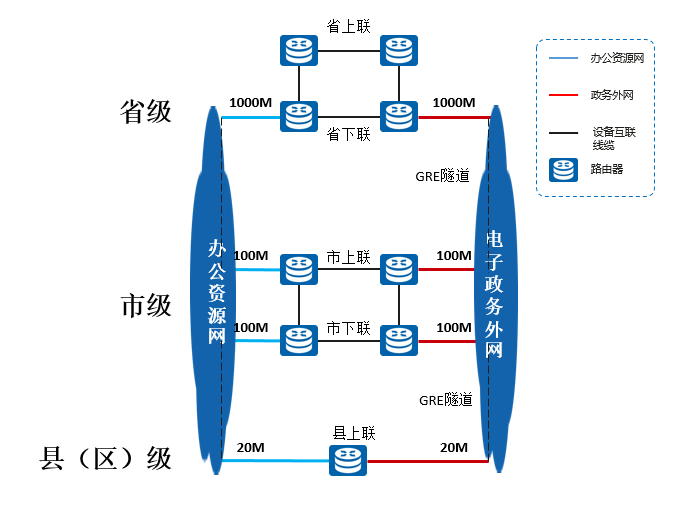 省上联
办公资源网
政务外网
设备互联
线缆
路由器
省级
1000M
1000M
省下联
GRE隧道
办公资源网
电子政务外网
市级
100M
市上联
100M
100M
市下联
100M
GRE隧道
县（区）级
20M
县上联
20M